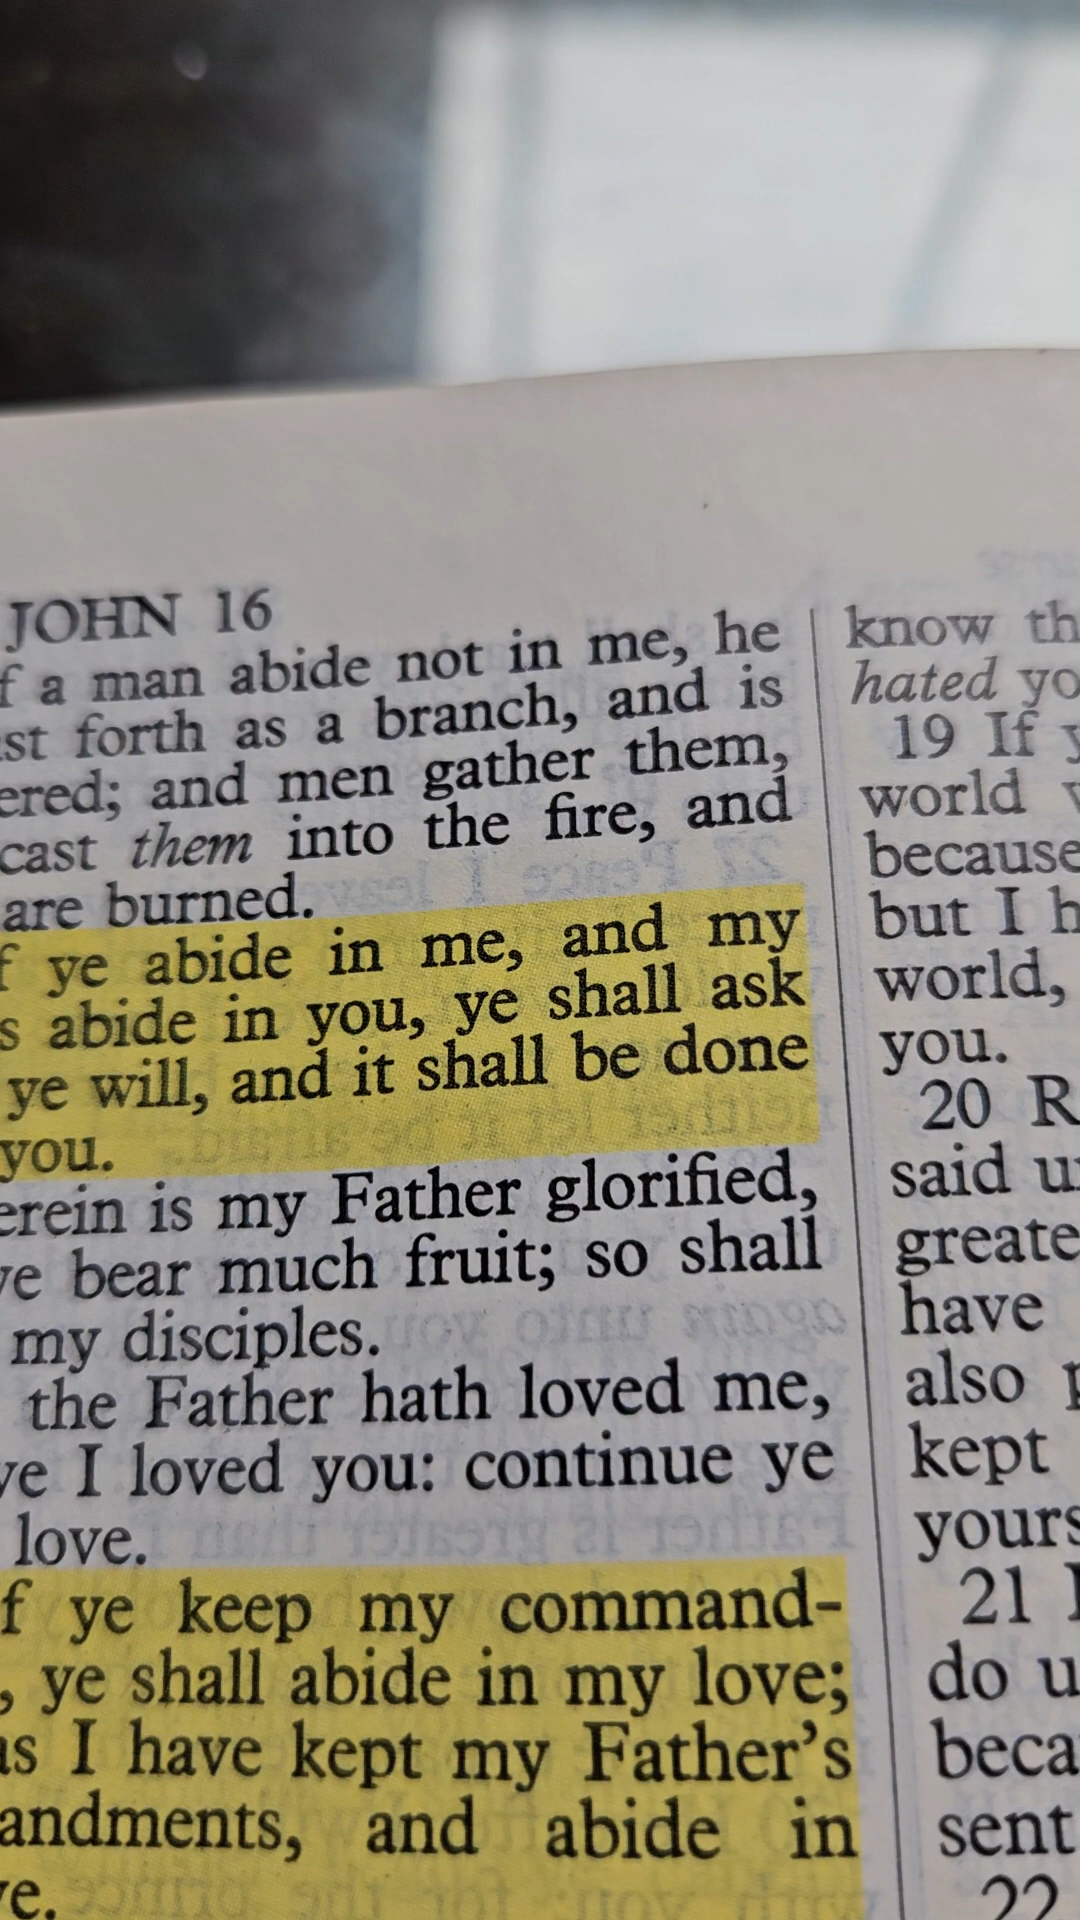 JOHN 16
f a man abide not in me, he
st forth as a branch, and is
ered; and men gather them,
cast them into the fire, and
are burned.
f ye abide in me, and my
s abide in you, ye shall ask
ye will, and it shall be done
you.
erein is my Father glorified,
ye bear much fruit; so shall
my disciples.
the Father hath loved me,
ve I loved you: continue ye
love.
f ye keep my command-
, ye shall abide in my love;
as I have kept my Father's
andments, and abide in
ve.
know th
hated yo
19 If y
world
because
but I h
world,
you.
20 R
said u
greate
have
also p
kept
yours
21
do u
beca
sent
22